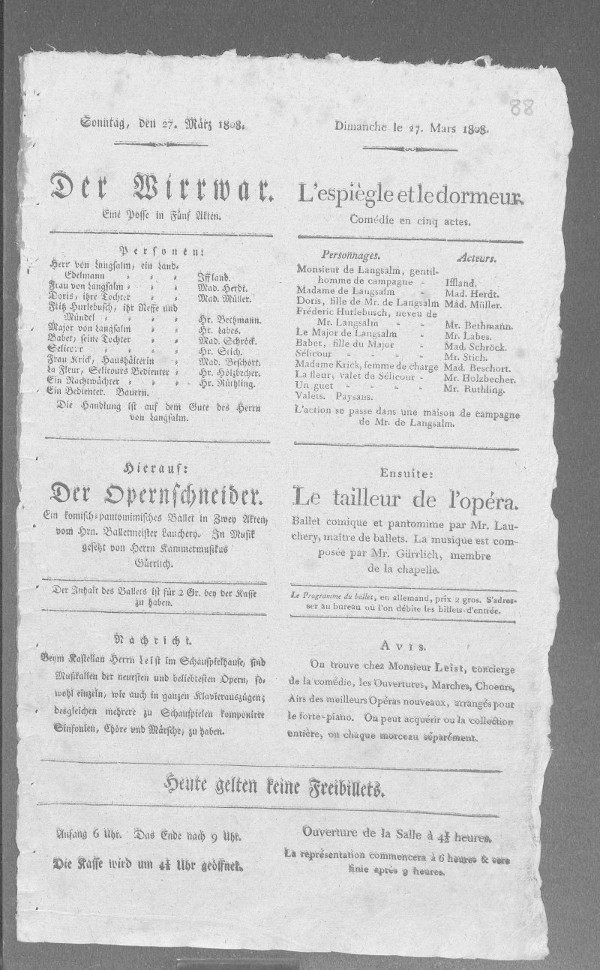 88
Sonntag, den 27. März 1808.
Der Wirrwar.
Eine Posse in Fünf Akten.
Personen:
Herr von Langsalm, ein Land-
Edelmann - - - Iffland.
Frau von Langsalm - - - Mad. Herdt.
Doris, ihre Tochter - - Mad. Müller.
Fritz Hurlebusch, ihr Neffe und
Mündel - - - Hr. Bethmann.
Major von Langsalm - - Hr. Labes.
Babet, seine Tochter - - Mad. Schröck.
Selicour - - - Hr. Stich.
Frau Krick, Haushälterin - Mad. Beschort.
La Fleur, Selicours Bedienter - Hr. Holzbecher.
Ein Nachtwächter - - Hr. Rüthling.
Ein Bedienter. Bauern.
Die Handlung ist auf dem Gute des Herrn
von Langsalm.
Hierauf:
Der Opernschneider.
Ein komisch-pantomimisches Ballet in Zwey Akten,
vom Hrn. Balletmeister Lauchery. In Musik
gesetzt von Herrn Kammermusikus
Gürrlich.
Der Inhalt des Ballets ist für 2 Gr. bey der Kasse
zu haben.
Nachricht.
Beym Kastellan Herrn Leist im Schauspielhause, sind
Musikalien der neuesten und beliebtesten Opern, so-
wohl einzeln, wie auch in ganzen Klavierauszügen;
desgleichen mehrere zu Schauspielen komponirte
Sinfonien, Chöre und Märsche, zu haben.
Dimanche le 27. Mars 1808.
L'espiègle et le dormeur.
Comédie en cinq actes.
Personnages. Acteurs.
Monsieur de Langsalm, gentil-
homme de campagne - Iffland.
Madame de Langsalm - Mad. Herdt.
Doris, fille de Mr. de Langsalm Mad. Müller.
Fréderic Hurlebusch, neveu de
Mr. Langsalm - - Mr. Bethmann.
Le Major de Langsalm - Mr. Labes.
Babet, fille du Major - Mad. Schröck.
Sélicour - - - Mr. Stich.
Madame Krick, femme de charge Mad. Beschort.
La fleur, valet de Sélicour - Mr. Holzbecher.
Un guet - - - Mr. Ruthling.
Valets. Paysans.
L'action se passe dans une maison de campagne
de Mr. de Langsalm.
Ensuite:
Le tailleur de l'opéra.
Ballet comique et pantomime par Mr. Lau-
chery, maître de ballets. La musique est com-
posée par Mr. Gürrlich, membre
de la chapelle.
Le Programme du ballet, en allemand, prix 2 gros. S'adres-
ser au bureau où l'on débite les billets d'entrée.
Avis.
On trouve chez Monsieur Leist, concierge
de la comédie, les Ouvertures, Marches, Choeurs,
Airs des meilleurs Opéras nouveaux, arrangés pour
le forte-piano. On peut acquérir ou la collection
entière, ou chaque morceau séparément.
Heute gelten keine Freibillets.
Anfang 6 Uhr. Das Ende nach 9 Uhr.
Die Kasse wird um 4½ Uhr geöffnet.
Ouverture de la Salle à 4½ heures.
La représentation commencera à 6 heures & sera
finie après 9 heures.